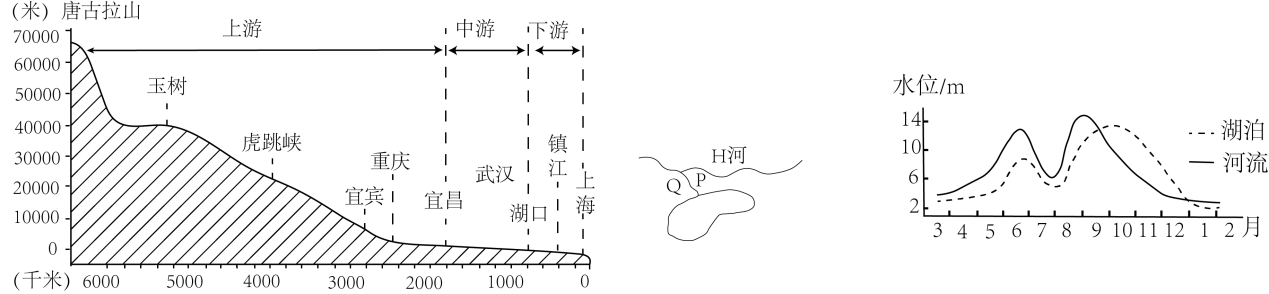 (米) 唐古拉山
70000
60000
50000
40000
30000
20000
10000
0
上游 中游 下游
玉树
虎跳峡
重庆
宜宾
宜昌
武汉
湖口
镇江
上海
(千米) 6000 5000 4000 3000 2000 1000 0
H河
Q P
水位/m
14
10
6
2
湖泊
河流
3 4 5 6 7 8 9 10 11 12 1 2 月